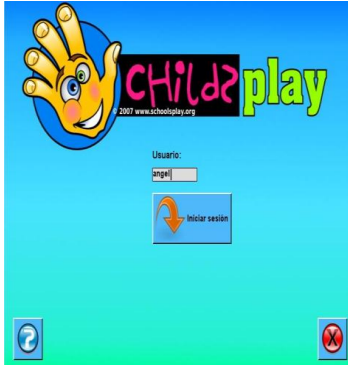 CHiLdS play
© 2007 www.schoolsplay.org
Usuario:
angel
Iniciar sesión
?
X